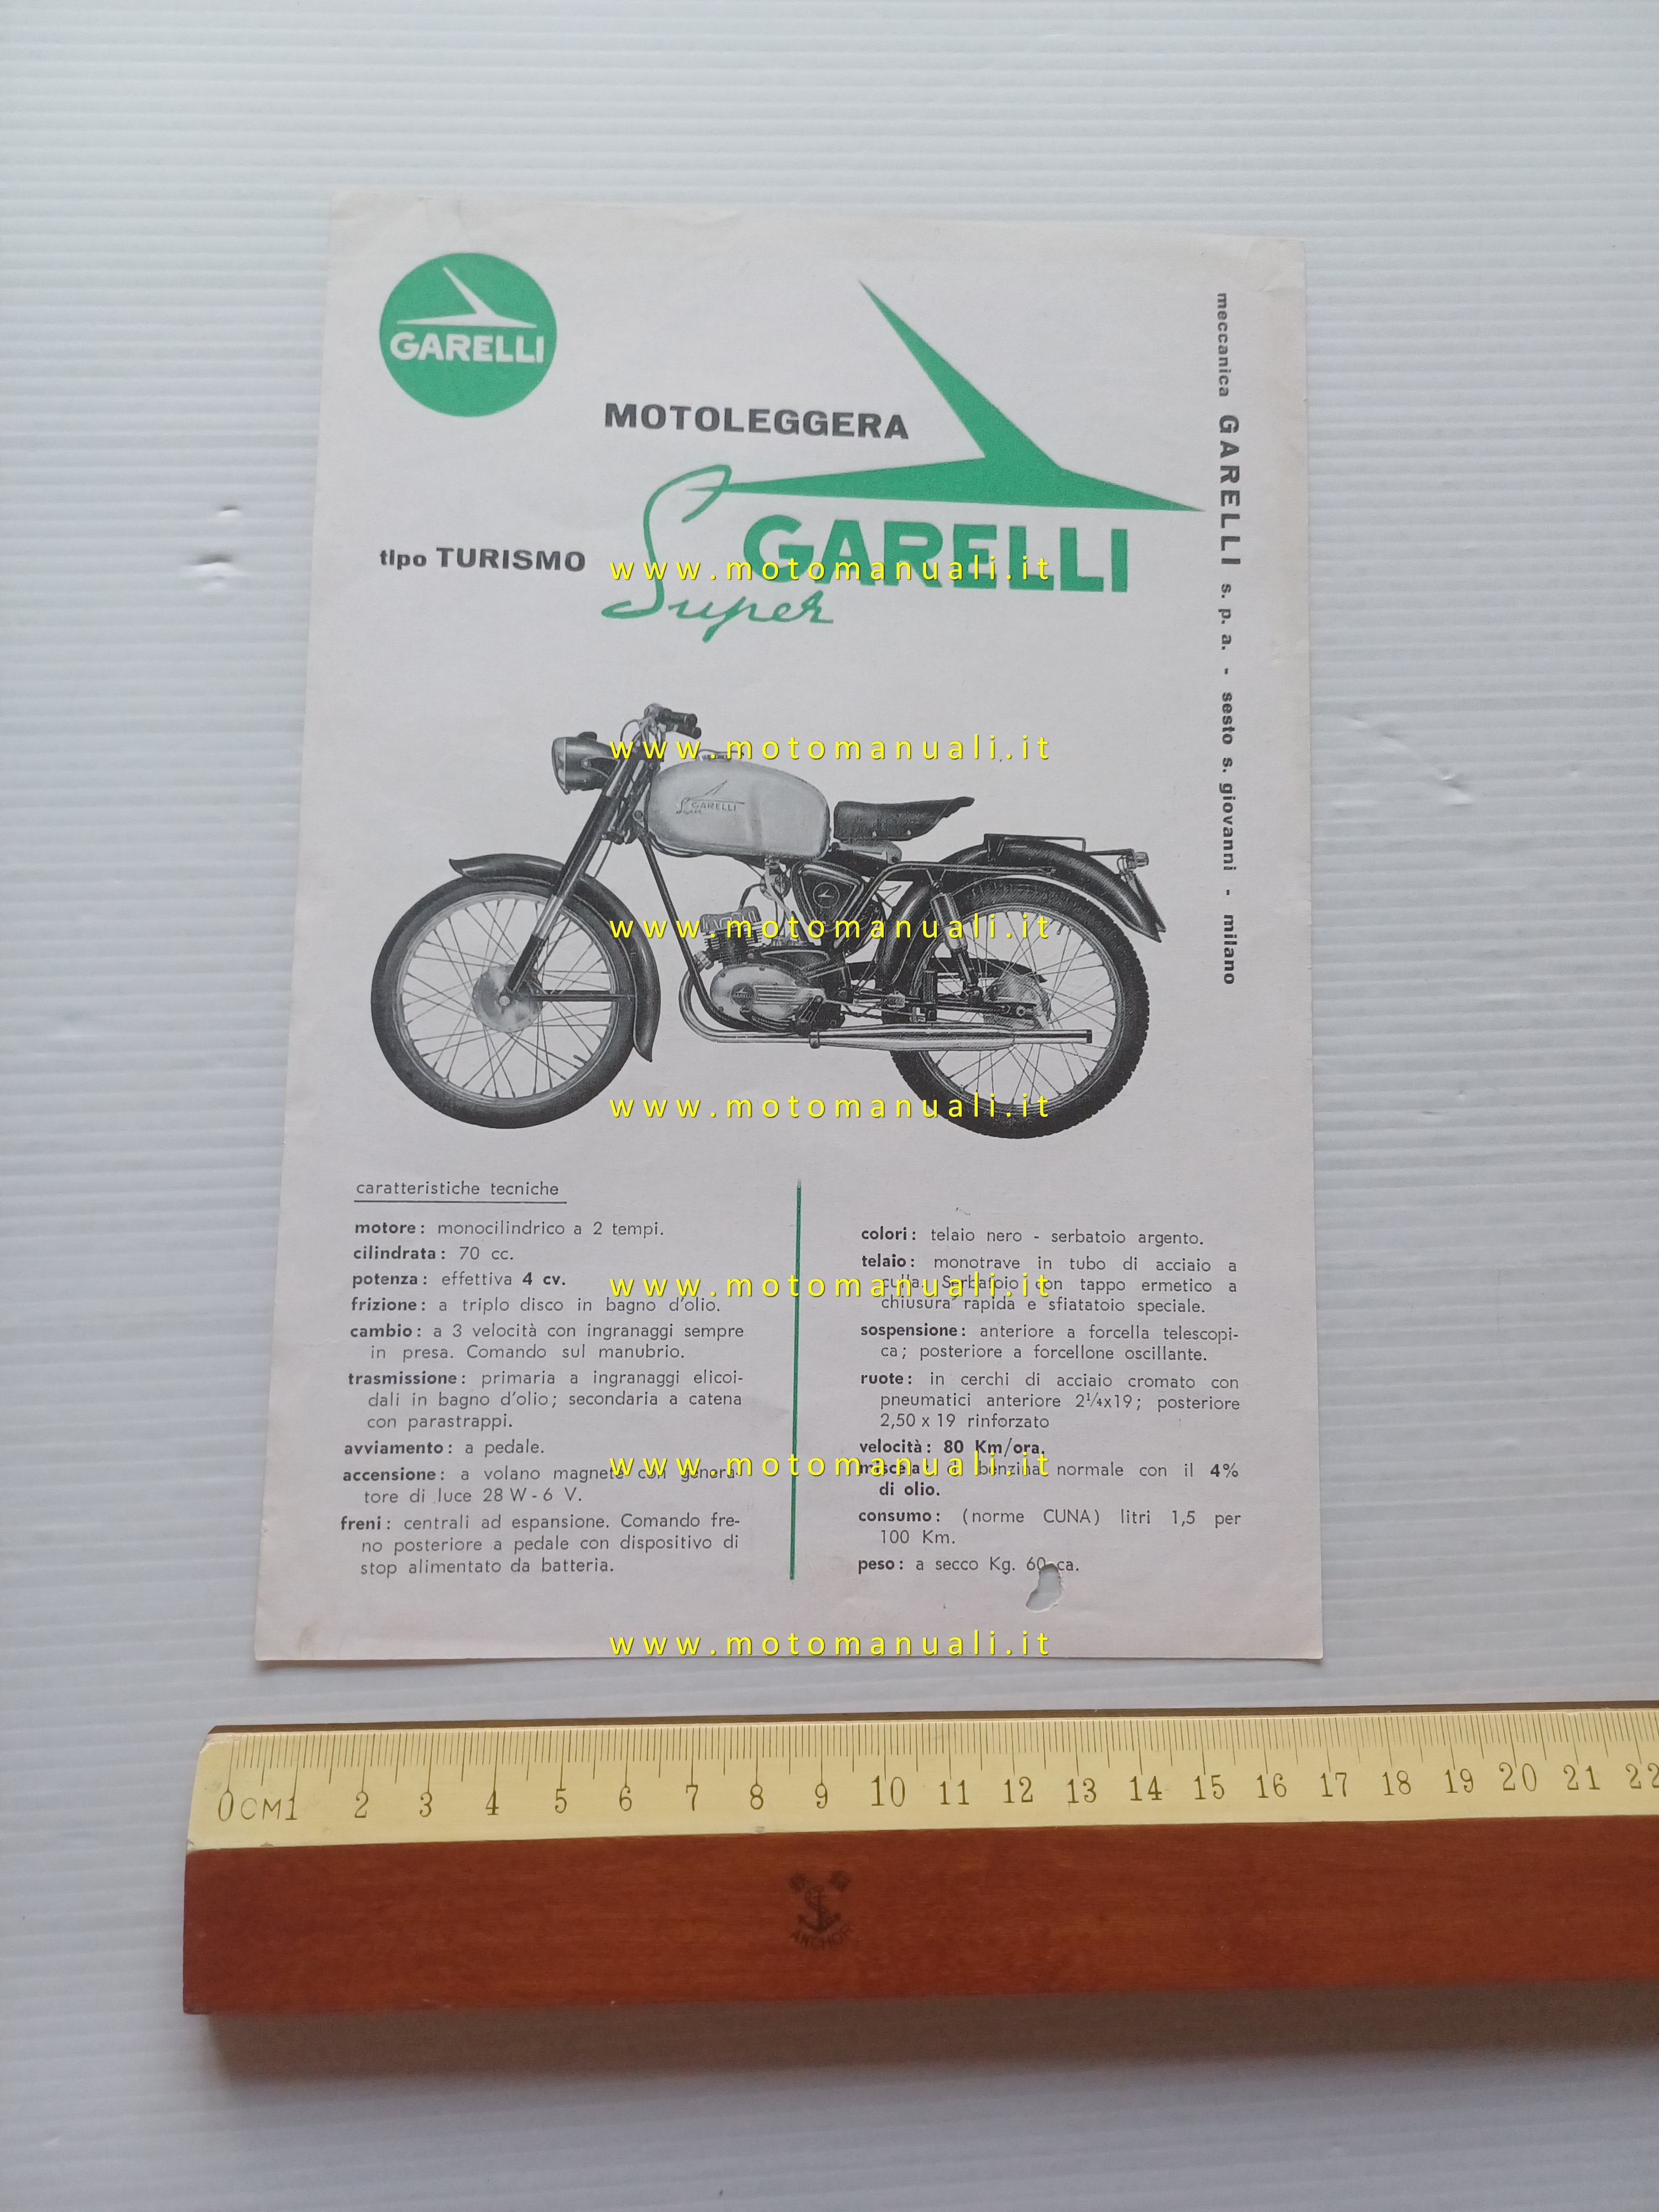 GARELLI
MOTOLEGGERA
tipo TURISMO
Super GARELLI
meccanica GARELLI s. p. a. - sesto s. giovanni - milano
www.motomanuali.it
www.motomanuali.it
Super GARELLI
www.motomanuali.it
www.motomanuali.it
caratteristiche tecniche
motore: monocilindrico a 2 tempi.
cilindrata: 70 cc.
potenza: effettiva 4 cv.
frizione: a triplo disco in bagno d'olio.
cambio: a 3 velocità con ingranaggi sempre
in presa. Comando sul manubrio.
trasmissione: primaria a ingranaggi elicoi-
dali in bagno d'olio; secondaria a catena
con parastrappi.
avviamento: a pedale.
accensione: a volano magnete con genera-
tore di luce 28 W - 6 V.
freni: centrali ad espansione. Comando fre-
no posteriore a pedale con dispositivo di
stop alimentato da batteria.
colori: telaio nero - serbatoio argento.
telaio: monotrave in tubo di acciaio a
culla. Serbatoio con tappo ermetico a
chiusura rapida e sfiatatoio speciale.
sospensione: anteriore a forcella telescopi-
ca; posteriore a forcellone oscillante.
ruote: in cerchi di acciaio cromato con
pneumatici anteriore 2¼x19; posteriore
2,50 x 19 rinforzato
velocità: 80 Km/ora.
miscela: di benzina normale con il 4%
di olio.
consumo: (norme CUNA) litri 1,5 per
100 Km.
peso: a secco Kg. 60 ca.
www.motomanuali.it
www.motomanuali.it
www.motomanuali.it
0 CM 1 2 3 4 5 6 7 8 9 10 11 12 13 14 15 16 17 18 19 20 21 22
ANCHOR